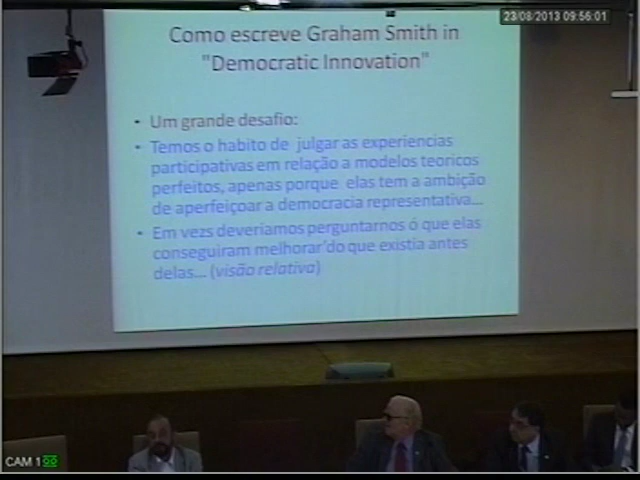 23/08/2013 09:56:01
Como escreve Graham Smith in
"Democratic Innovation"
• Um grande desafio:
• Temos o habito de julgar as experiencias
participativas em relação a modelos teoricos
perfeitos, apenas porque elas tem a ambição
de aperfeiçoar a democracia representativa...
• Em vezs deveriamos perguntarnos ó que elas
conseguiram melhorar do que existia antes
delas... (visão relativa)
CAM 1